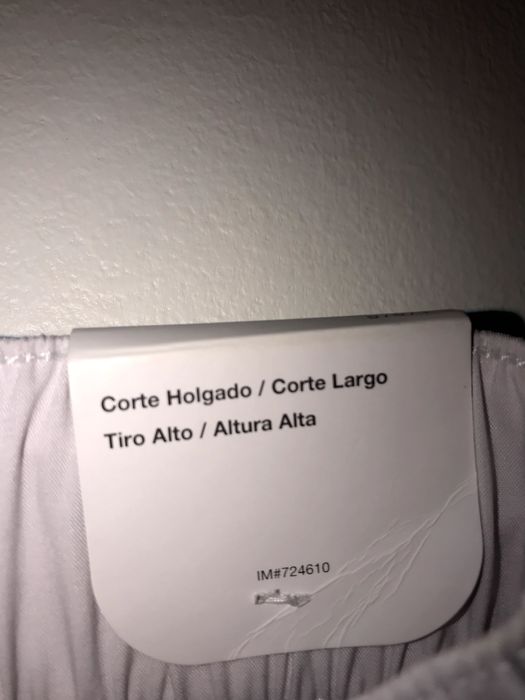 Corte Holgado / Corte Largo
Tiro Alto / Altura Alta
IM#724610